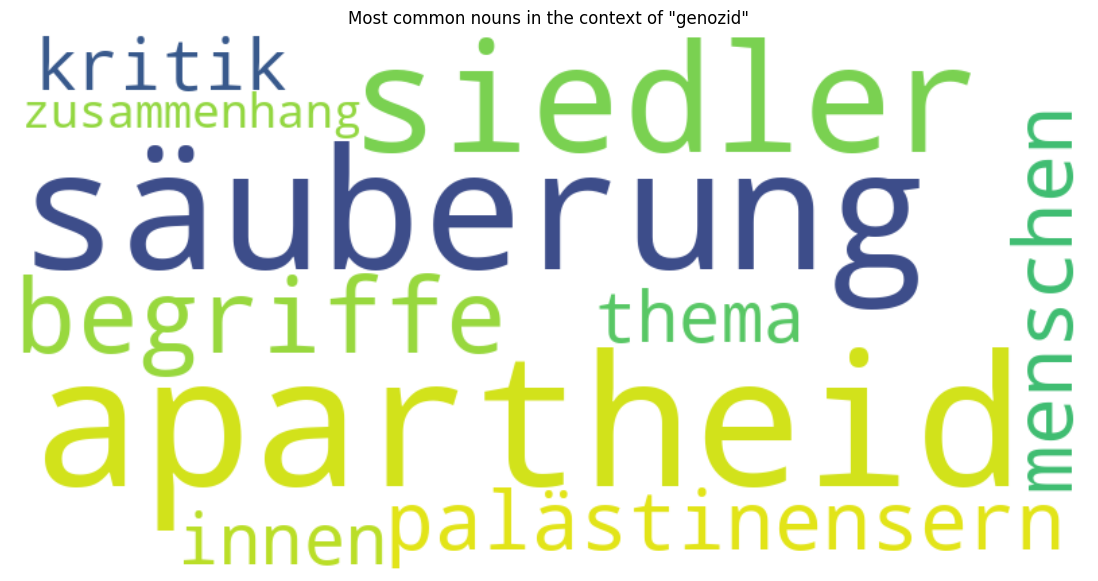 Most common nouns in the context of "genozid"
kritik
siedler
zusammenhang
säuberung
menschen
begriffe
thema
apartheid
innen
palästinensern